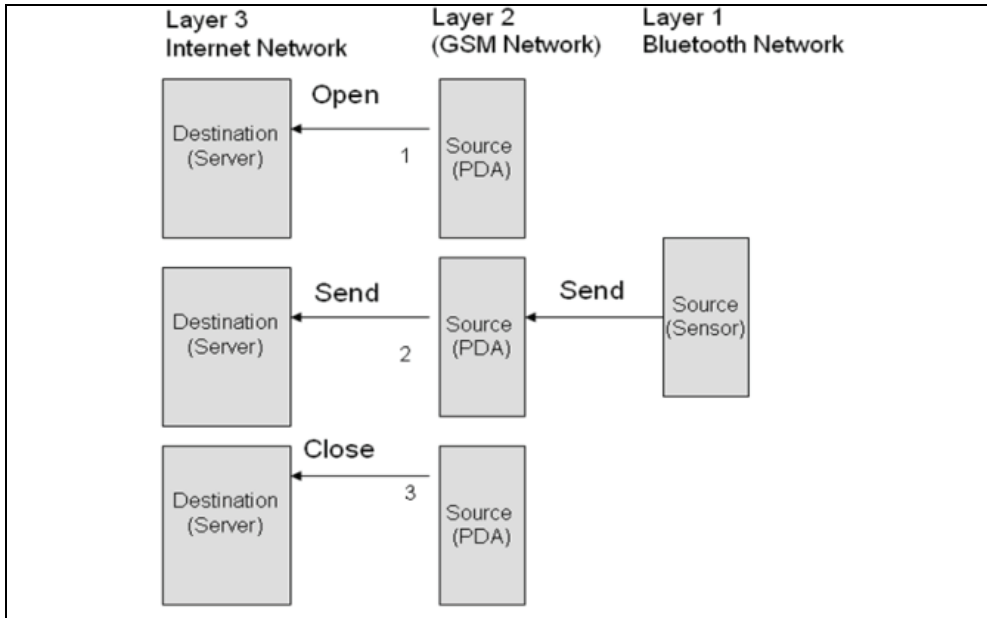 Layer 3
Internet Network
Layer 2
(GSM Network)
Layer 1
Bluetooth Network
Open
Destination
(Server)
1
Source
(PDA)
Send
Send
Destination
(Server)
2
Source
(PDA)
Source
(Sensor)
Close
Destination
(Server)
3
Source
(PDA)